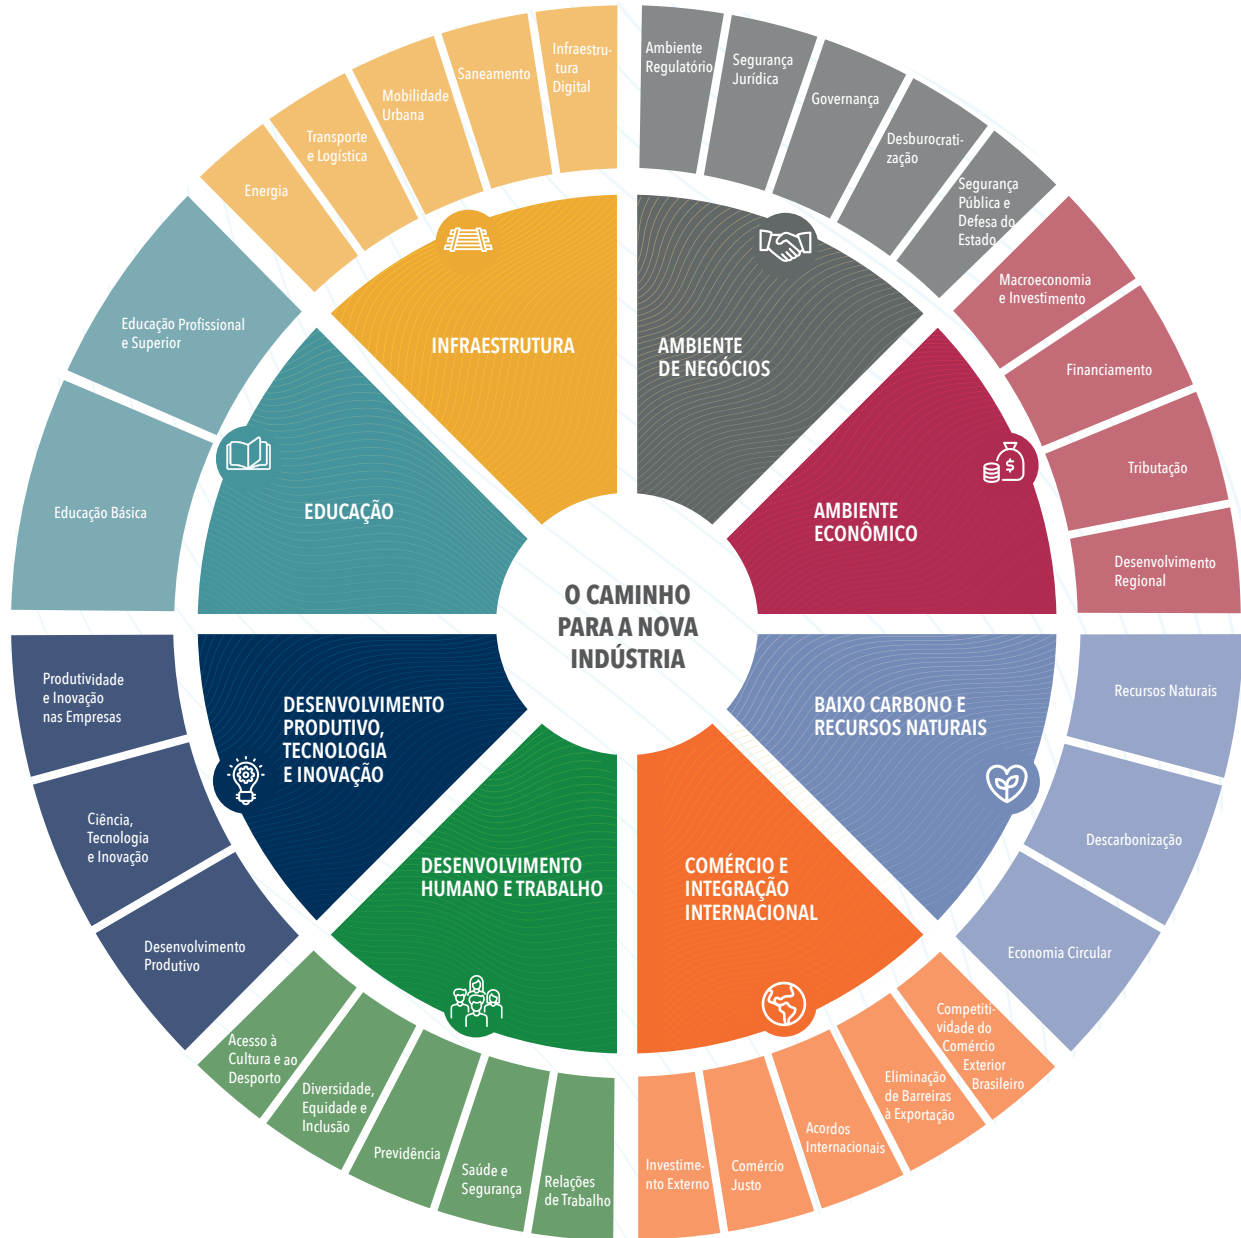 O CAMINHO
PARA A NOVA
INDÚSTRIA
AMBIENTE
DE NEGÓCIOS
Ambiente
Regulatório
Segurança
Jurídica
Governança
Desburocrati-
zação
Segurança
Pública e
Defesa do
Estado
AMBIENTE
ECONÔMICO
Macroeconomia
e Investimento
Financiamento
Tributação
Desenvolvimento
Regional
BAIXO CARBONO E
RECURSOS NATURAIS
Recursos Naturais
Descarbonização
Economia Circular
COMÉRCIO E
INTEGRAÇÃO
INTERNACIONAL
Competiti-
vidade do
Comércio
Exterior
Brasileiro
Eliminação
de Barreiras
à Exportação
Acordos
Internacionais
Comércio
Justo
Investime-
nto Externo
DESENVOLVIMENTO
HUMANO E TRABALHO
Relações
de Trabalho
Saúde e
Segurança
Previdência
Diversidade,
Equidade e
Inclusão
Acesso à
Cultura e ao
Desporto
DESENVOLVIMENTO
PRODUTIVO,
TECNOLOGIA
E INOVAÇÃO
Desenvolvimento
Produtivo
Ciência,
Tecnologia
e Inovação
Produtividade
e Inovação
nas Empresas
EDUCAÇÃO
Educação Básica
Educação Profissional
e Superior
INFRAESTRUTURA
Energia
Transporte
e Logística
Mobilidade
Urbana
Saneamento
Infraestru-
tura
Digital
$